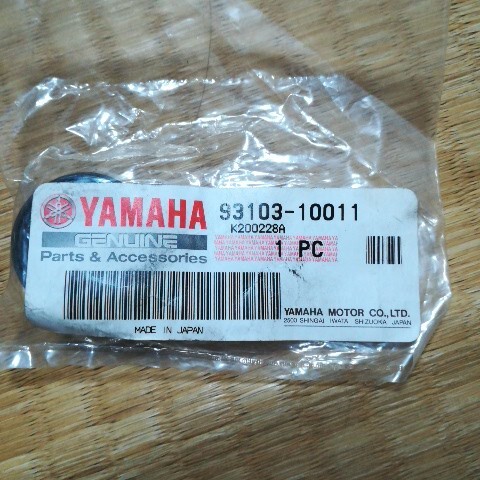 YAMAHA 93103-10011
K200228A
GENUINE
Parts & Accessories
1 PC
YAMAHA MOTOR CO., LTD.
2500 SHINGAI IWATA SHIZUOKA JAPAN
MADE IN JAPAN